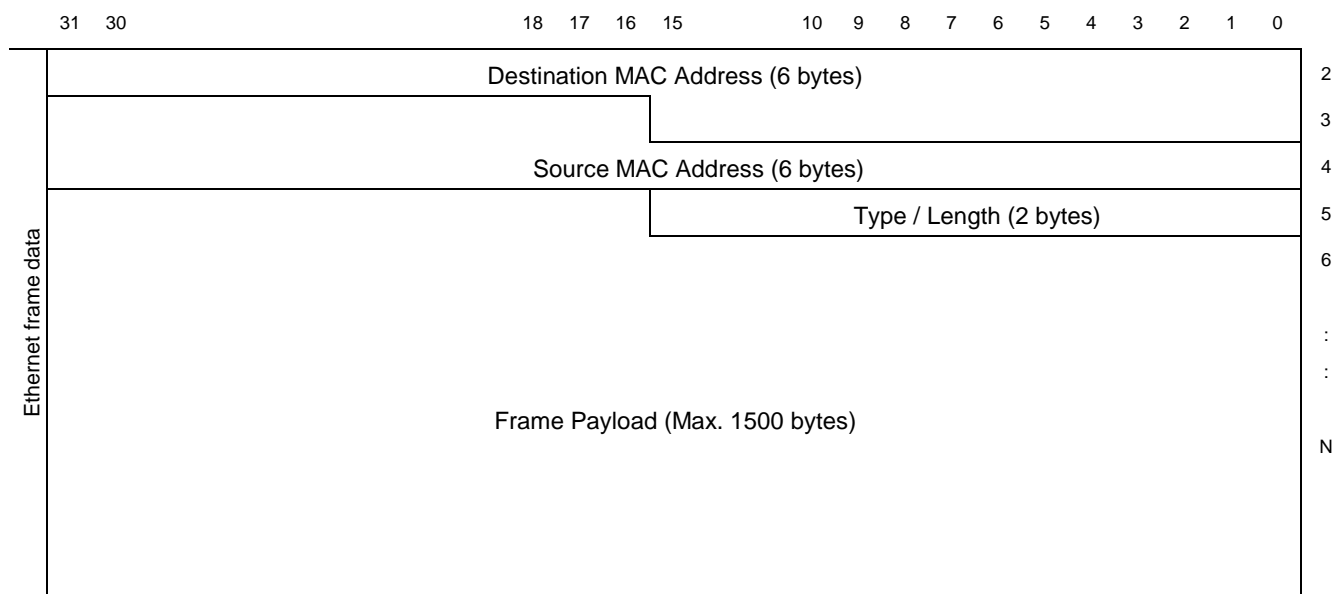 31 30 18 17 16 15 10 9 8 7 6 5 4 3 2 1 0
Destination MAC Address (6 bytes) 2
3
Source MAC Address (6 bytes) 4
Type / Length (2 bytes) 5
6
:
:
Ethernet frame data
Frame Payload (Max. 1500 bytes)
N